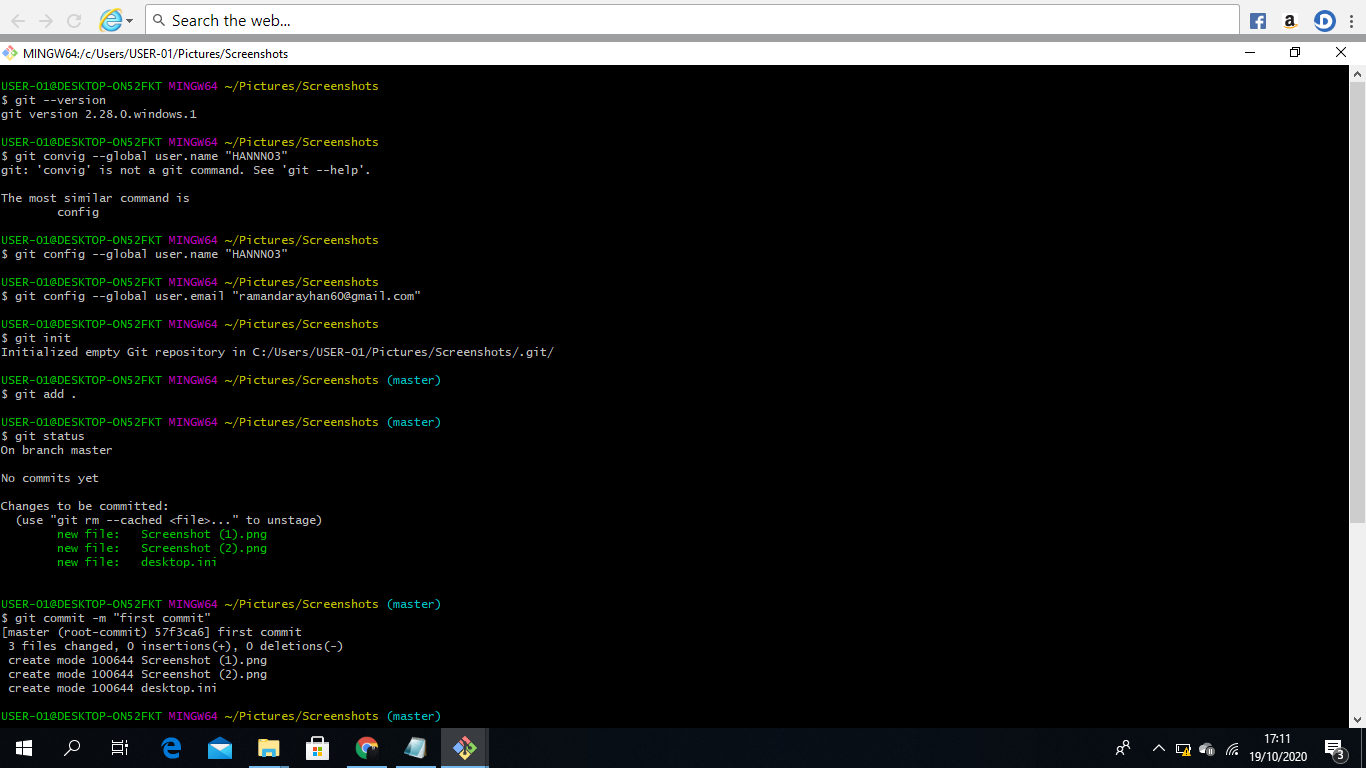 Search the web...
MINGW64:/c/Users/USER-01/Pictures/Screenshots
USER-01@DESKTOP-ON52FKT MINGW64 ~/Pictures/Screenshots
$ git --version
git version 2.28.0.windows.1
USER-01@DESKTOP-ON52FKT MINGW64 ~/Pictures/Screenshots
$ git convig --global user.name "HANNNO3"
git: 'convig' is not a git command. See 'git --help'.
The most similar command is
config
USER-01@DESKTOP-ON52FKT MINGW64 ~/Pictures/Screenshots
$ git config --global user.name "HANNNO3"
USER-01@DESKTOP-ON52FKT MINGW64 ~/Pictures/Screenshots
$ git config --global user.email "ramandarayhan60@gmail.com"
USER-01@DESKTOP-ON52FKT MINGW64 ~/Pictures/Screenshots
$ git init
Initialized empty Git repository in C:/Users/USER-01/Pictures/Screenshots/.git/
USER-01@DESKTOP-ON52FKT MINGW64 ~/Pictures/Screenshots (master)
$ git add .
USER-01@DESKTOP-ON52FKT MINGW64 ~/Pictures/Screenshots (master)
$ git status
On branch master
No commits yet
Changes to be committed:
(use "git rm --cached <file>..." to unstage)
new file:   Screenshot (1).png
new file:   Screenshot (2).png
new file:   desktop.ini
USER-01@DESKTOP-ON52FKT MINGW64 ~/Pictures/Screenshots (master)
$ git commit -m "first commit"
[master (root-commit) 57f3ca6] first commit
3 files changed, 0 insertions(+), 0 deletions(-)
create mode 100644 Screenshot (1).png
create mode 100644 Screenshot (2).png
create mode 100644 desktop.ini
USER-01@DESKTOP-ON52FKT MINGW64 ~/Pictures/Screenshots (master)
17:11
19/10/2020
3